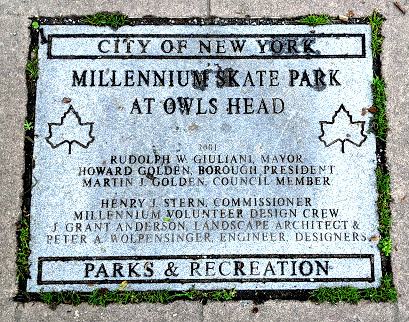 CITY OF NEW YORK
MILLENNIUM SKATE PARK
AT OWLS HEAD
2001
RUDOLPH W. GIULIANI, MAYOR
HOWARD GOLDEN, BOROUGH PRESIDENT
MARTIN J GOLDEN, COUNCIL MEMBER
HENRY J. STERN, COMMISSIONER
MILLENNIUM VOLUNTEER DESIGN CREW
J. GRANT ANDERSON, LANDSCAPE ARCHITECT &
PETER A. WOLPENSINGER, ENGINEER, DESIGNERS
PARKS & RECREATION